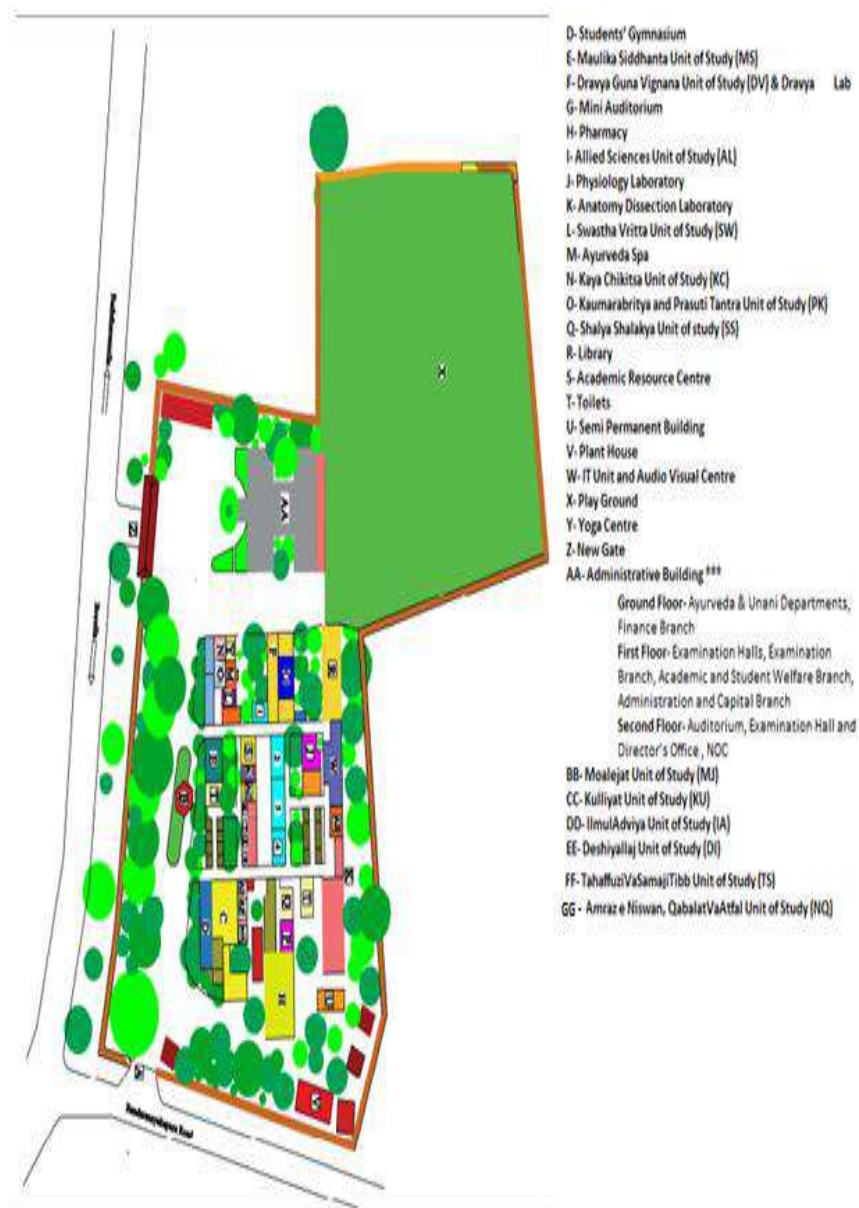 D- Students' Gymnasium
E- Maulika Siddhanta Unit of Study (MS)
F- Dravya Guna Vignana Unit of Study (DV) & Dravya Lab
G- Mini Auditorium
H- Pharmacy
I- Allied Sciences Unit of Study (AL)
J- Physiology Laboratory
K- Anatomy Dissection Laboratory
L- Swastha Vritta Unit of Study (SW)
M- Ayurveda Spa
N- Kaya Chikitsa Unit of Study (KC)
O- Kaumarabritya and Prasuti Tantra Unit of Study (PK)
Q- Shalya Shalakya Unit of study (SS)
R- Library
S- Academic Resource Centre
T- Toilets
U- Semi Permanent Building
V- Plant House
W- IT Unit and Audio Visual Centre
X- Play Ground
Y- Yoga Centre
Z- New Gate
AA- Administrative Building ***
Ground Floor- Ayurveda & Unani Departments,
Finance Branch
First Floor- Examination Halls, Examination
Branch, Academic and Student Welfare Branch,
Administration and Capital Branch
Second Floor- Auditorium, Examination Hall and
Director's Office , NOC
BB- Moalejat Unit of Study (MJ)
CC- Kulliyat Unit of Study (KU)
DD- IlmulAdviya Unit of Study (IA)
EE- Deshiyallaj Unit of Study (DI)
FF- TahaffuziVaSamajiTibb Unit of Study (TS)
GG - Amraz e Niswan, QabalatVaAtfal Unit of Study (NQ)
X
AA
Z
F
W
C
H
V